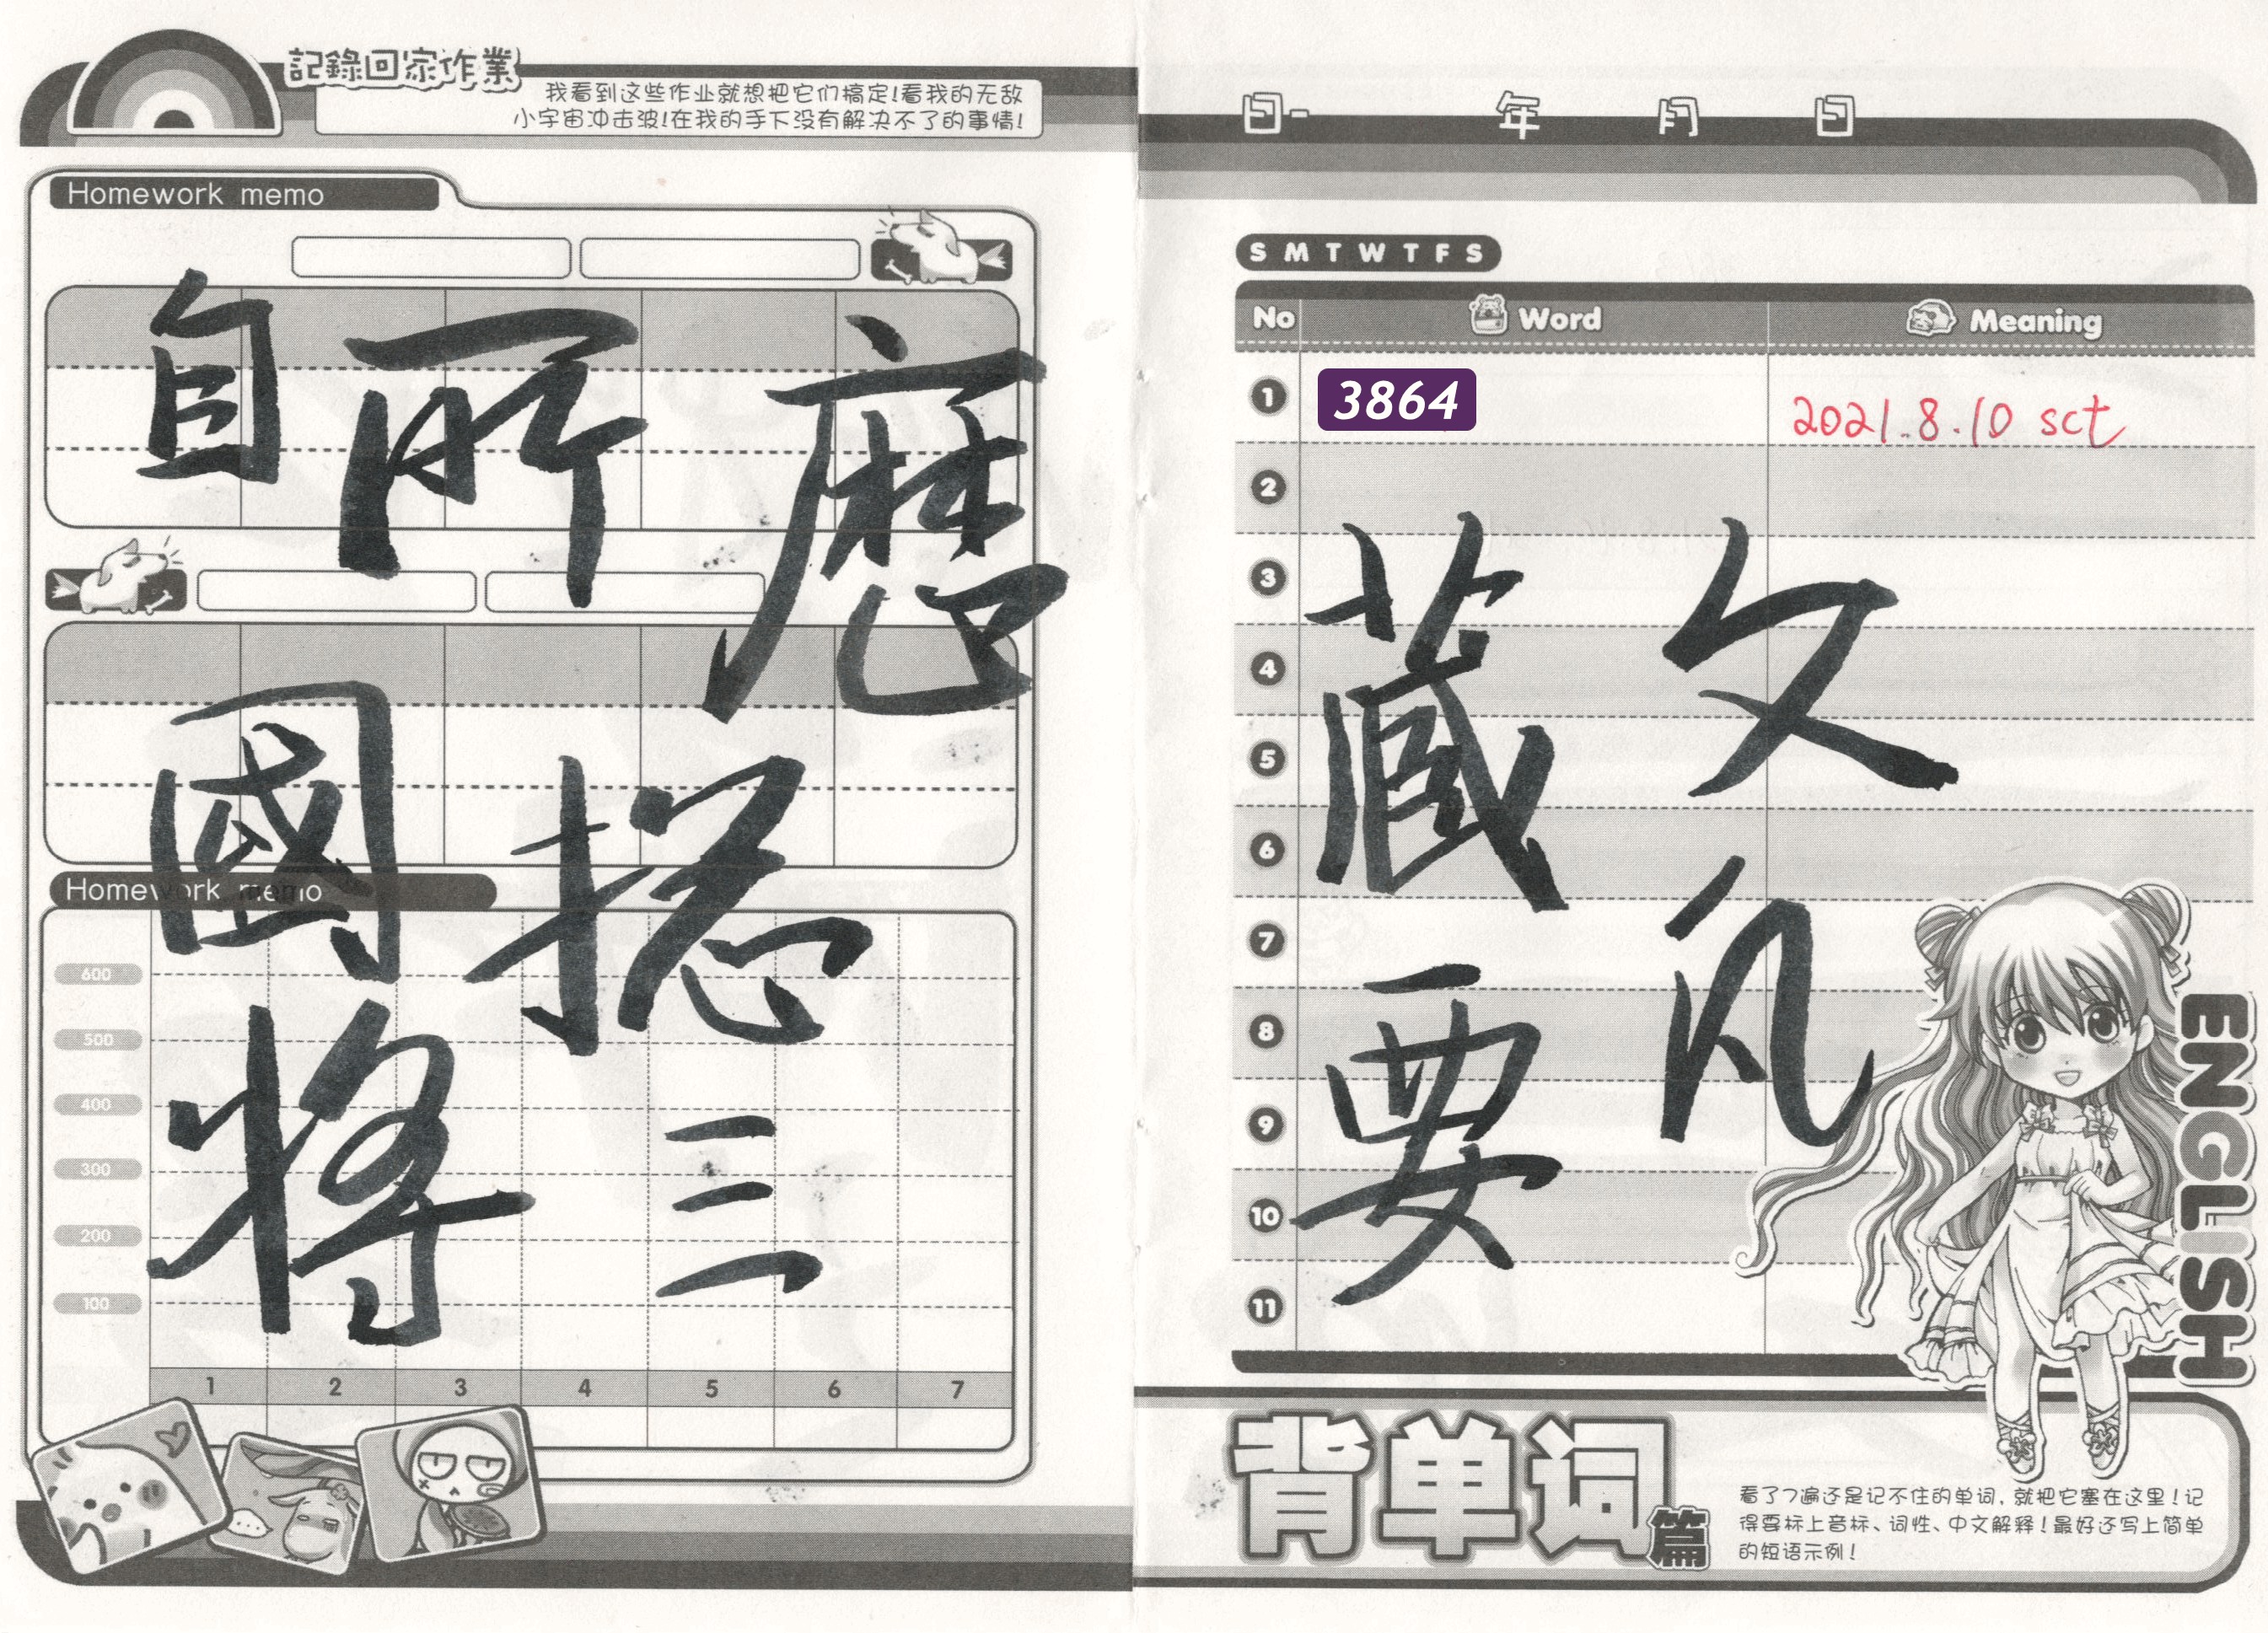 記錄回家作業
我看到这些作业就想把它们搞定!看我的无敌
小宇宙冲击波!在我的手下没有解决不了的事情!
Homework memo
自所歷
國摠
將三
Homework memo
600
500
400
300
200
100
1 2 3 4 5 6 7
日- 年 月 日
S M T W T F S
No Word Meaning
1 3864 2021.8.10 sct
2
3
4
5
6
7
8
9
10
11
藏文
要凡
ENGLISH
背单词篇
看了7遍还是记不住的单词,就把它塞在这里!记
得要标上音标、词性、中文解释!最好还写上简单
的短语示例!